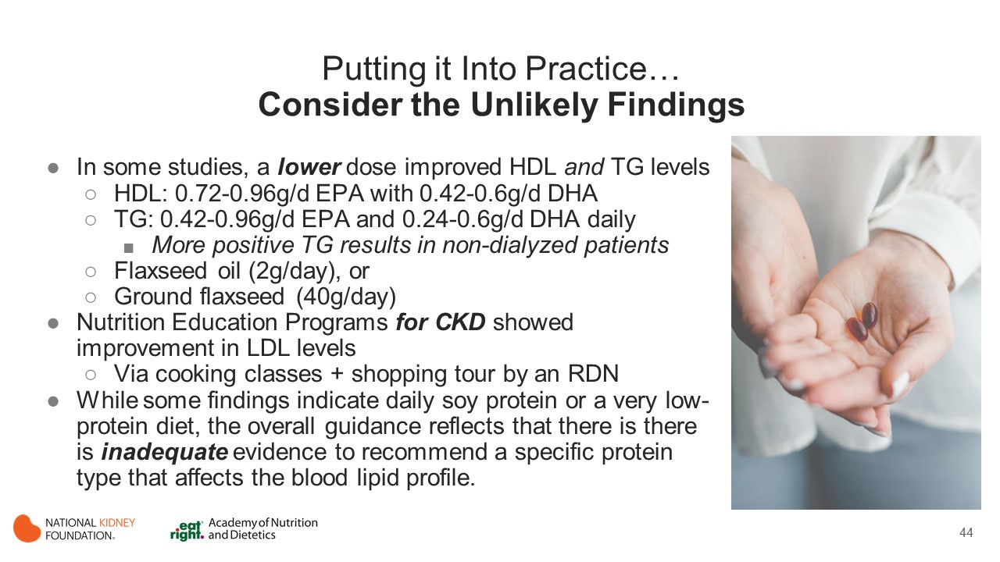 Putting it Into Practice…
Consider the Unlikely Findings
● In some studies, a lower dose improved HDL and TG levels
○ HDL: 0.72-0.96g/d EPA with 0.42-0.6g/d DHA
○ TG: 0.42-0.96g/d EPA and 0.24-0.6g/d DHA daily
■ More positive TG results in non-dialyzed patients
○ Flaxseed oil (2g/day), or
○ Ground flaxseed (40g/day)
● Nutrition Education Programs for CKD showed
improvement in LDL levels
○ Via cooking classes + shopping tour by an RDN
● While some findings indicate daily soy protein or a very low-
protein diet, the overall guidance reflects that there is there
is inadequate evidence to recommend a specific protein
type that affects the blood lipid profile.
NATIONAL KIDNEY
FOUNDATION®
eat
right.
Academy of Nutrition
and Dietetics
44